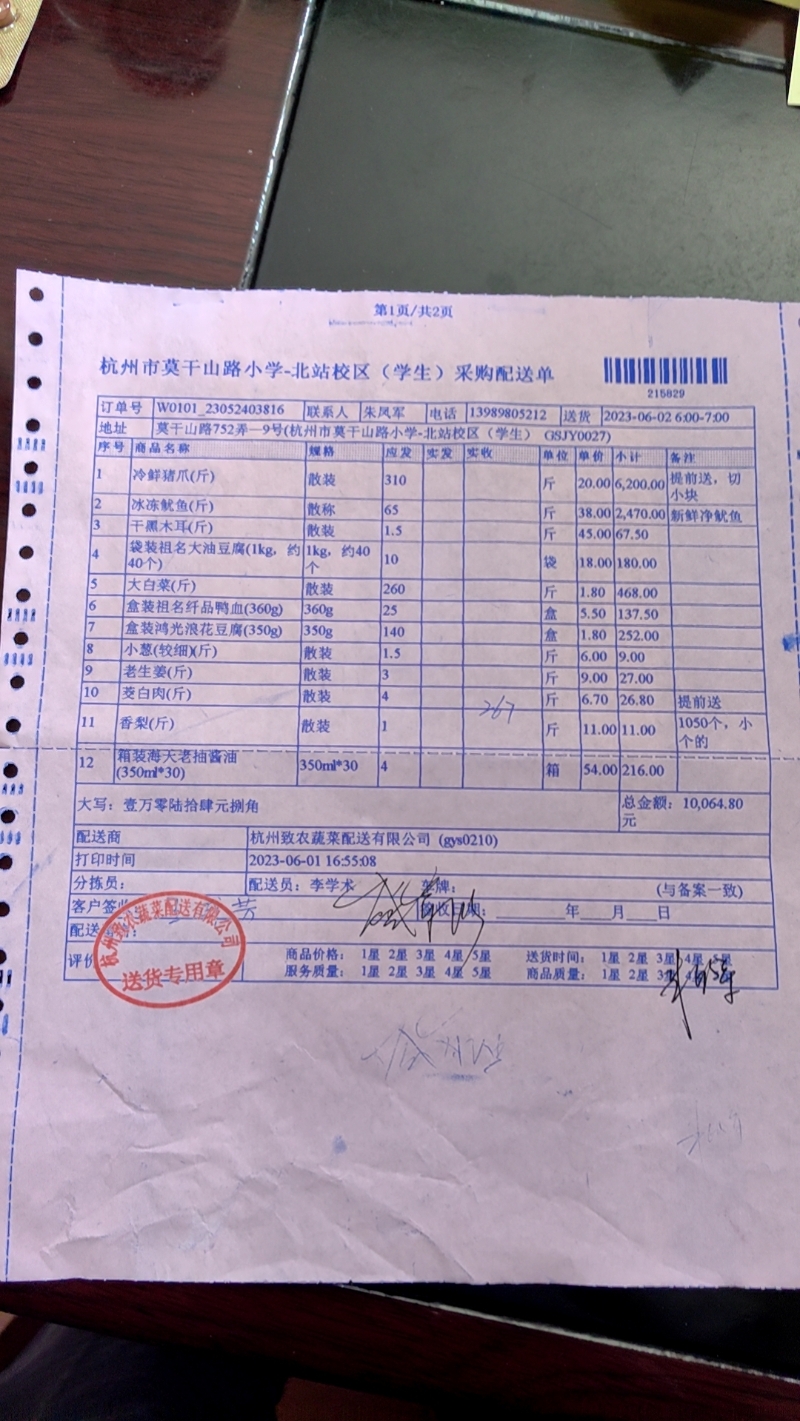 第1页/共2页
杭州市莫干山路小学-北站校区（学生）采购配送单
215829
订单号 W0101_23052403816 联系人 朱凤军 电话 13989805212 送货 2023-06-02 6:00-7:00
地址 莫干山路752弄一9号(杭州市莫干山路小学-北站校区（学生） GSJY0027)
序号 商品名称 规格 应发 实发 实收 单位 单价 小计 备注
1 冷鲜猪爪(斤) 散装 310 斤 20.00 6,200.00 提前送，切小块
2 冰冻鱿鱼(斤) 散称 65 斤 38.00 2,470.00 新鲜净鱿鱼
3 干黑木耳(斤) 散装 1.5 斤 45.00 67.50
4 袋装祖名大油豆腐(1kg，约40个) 1kg，约40个 10 袋 18.00 180.00
5 大白菜(斤) 散装 260 斤 1.80 468.00
6 盒装祖名纤品鸭血(360g) 360g 25 盒 5.50 137.50
7 盒装鸿光浪花豆腐(350g) 350g 140 盒 1.80 252.00
8 小葱(较细)(斤) 散装 1.5 斤 6.00 9.00
9 老生姜(斤) 散装 3 斤 9.00 27.00
10 茭白肉(斤) 散装 4 斤 6.70 26.80 提前送
267
11 香梨(斤) 散装 1 斤 11.00 11.00 1050个，小个的
12 箱装海天老抽酱油(350ml*30) 350ml*30 4 箱 54.00 216.00
大写：壹万零陆拾肆元捌角 总金额：10,064.80元
配送商 杭州致农蔬菜配送有限公司 (gys0210)
打印时间 2023-06-01 16:55:08
分拣员： 配送员：李学术 车牌： (与备案一致)
客户签收 年 月 日
配送
评价 商品价格： 1星 2星 3星 4星 5星 送货时间： 1星 2星 3星 4星 5星
服务质量： 1星 2星 3星 4星 5星 商品质量： 1星 2星 3星
杭州致农蔬菜配送有限公司
送货专用章